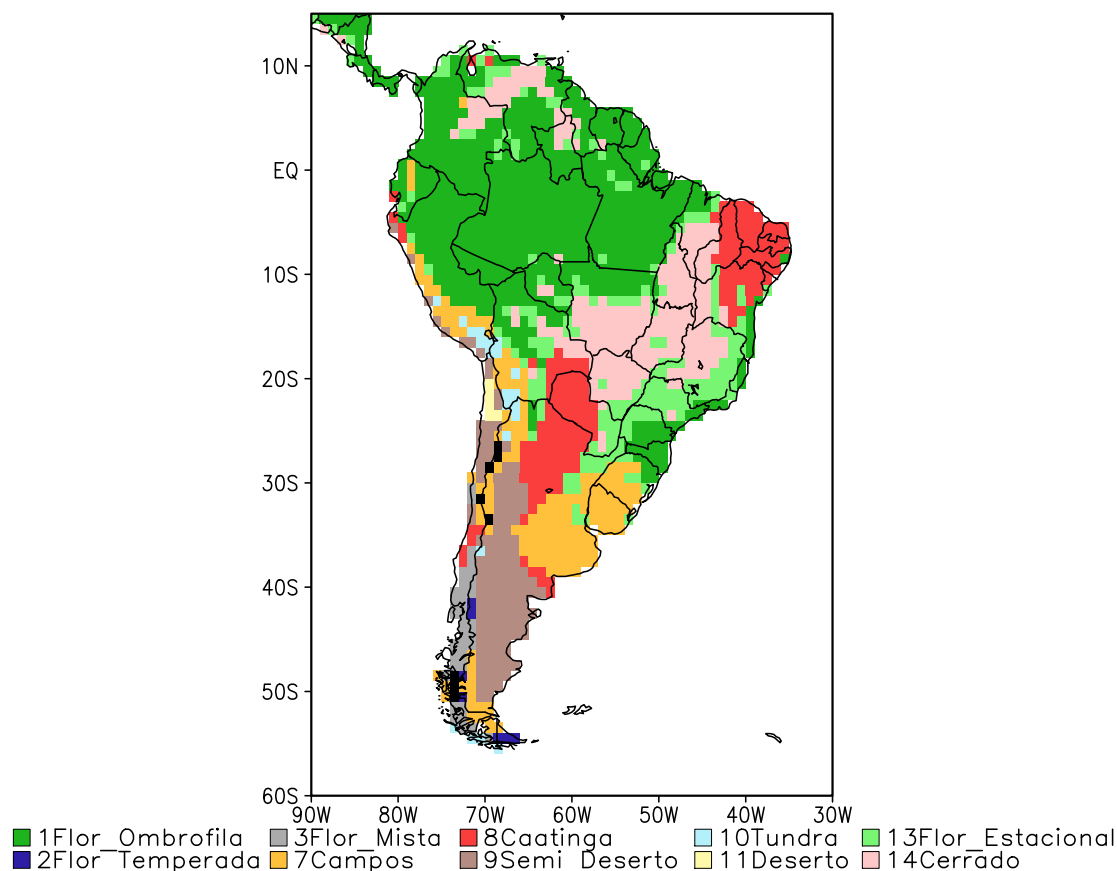 10N
EQ
10S
20S
30S
40S
50S
60S
90W 80W 70W 60W 50W 40W 30W
1Flor_Ombrofila 3Flor_Mista 8Caatinga 10Tundra 13Flor_Estacional
2Flor_Temperada 7Campos 9Semi_Deserto 11Deserto 14Cerrado